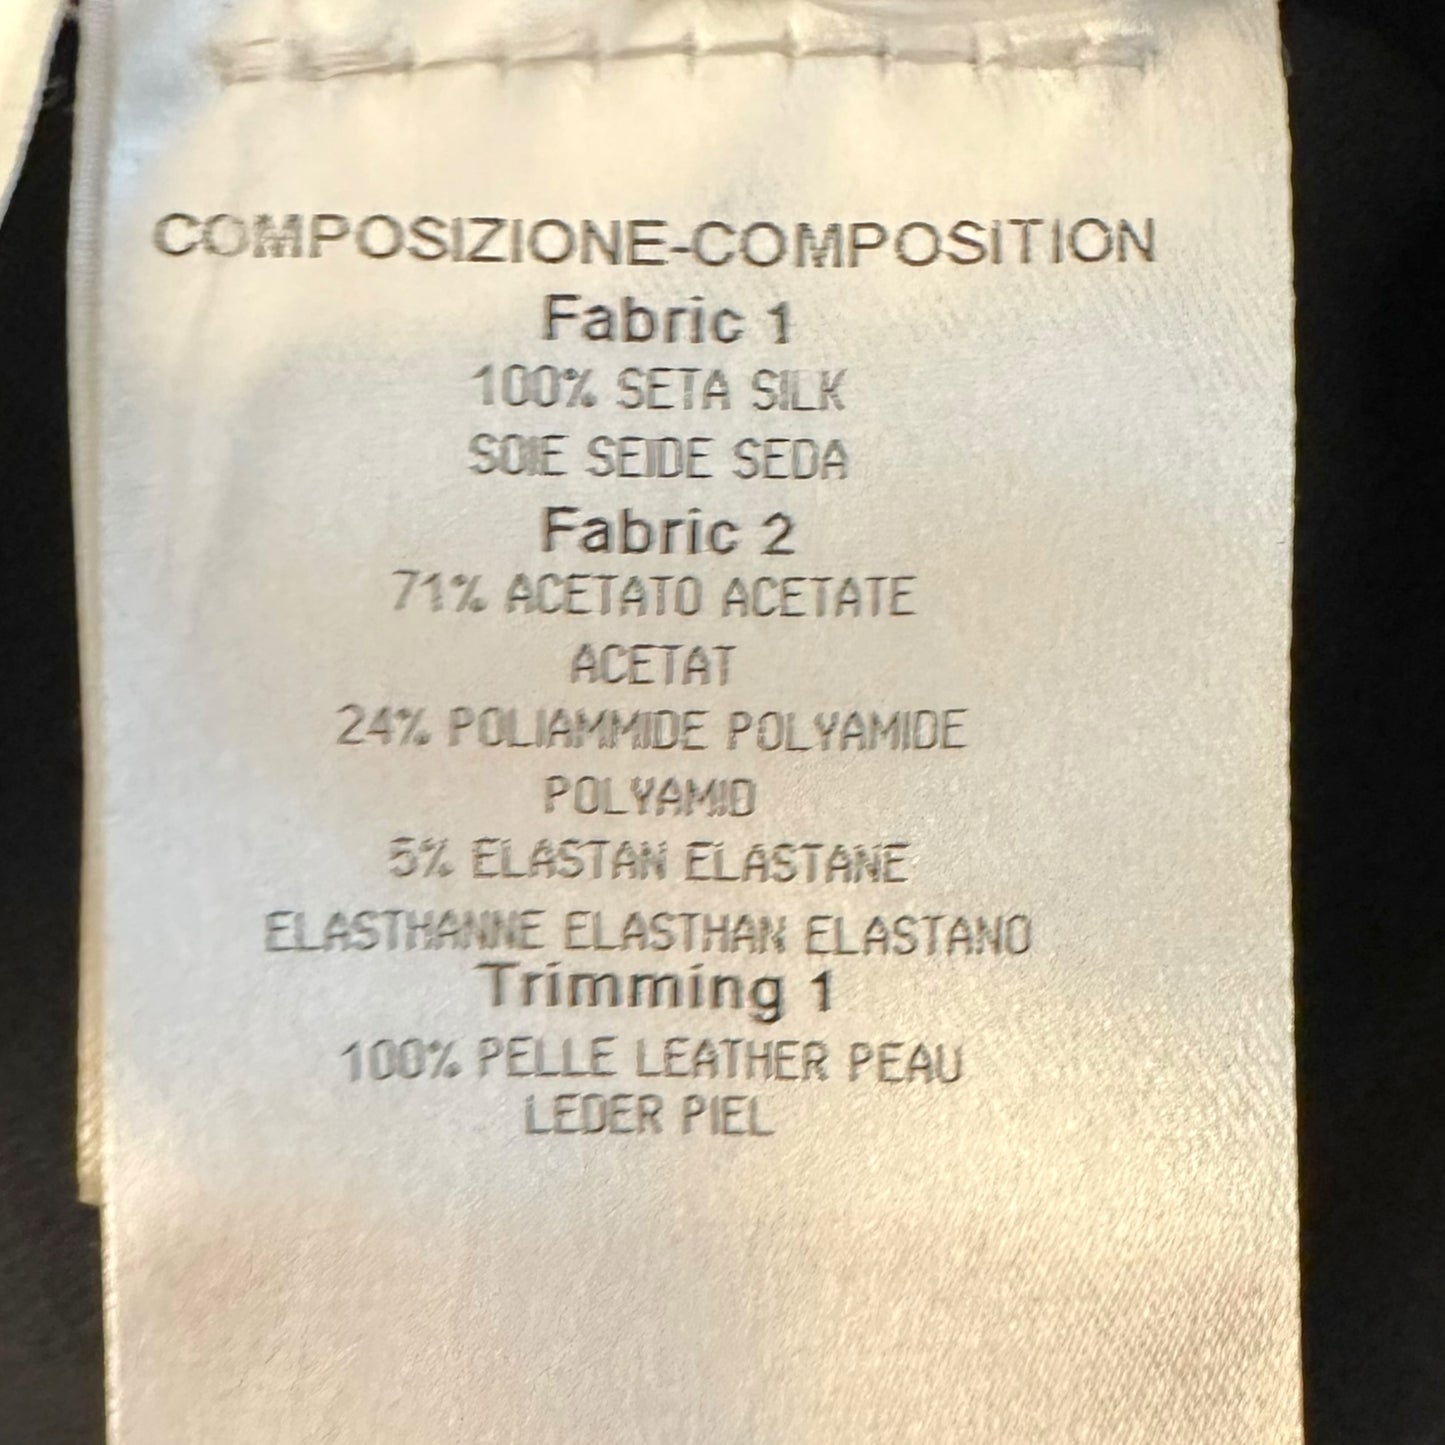 COMPOSIZIONE-COMPOSITION
Fabric 1
100% SETA SILK
SOIE SEIDE SEDA
Fabric 2
71% ACETATO ACETATE
ACETAT
24% POLIAMMIDE POLYAMIDE
POLYAMID
5% ELASTAN ELASTANE
ELASTHANNE ELASTHAN ELASTANO
Trimming 1
100% PELLE LEATHER PEAU
LEDER PIEL